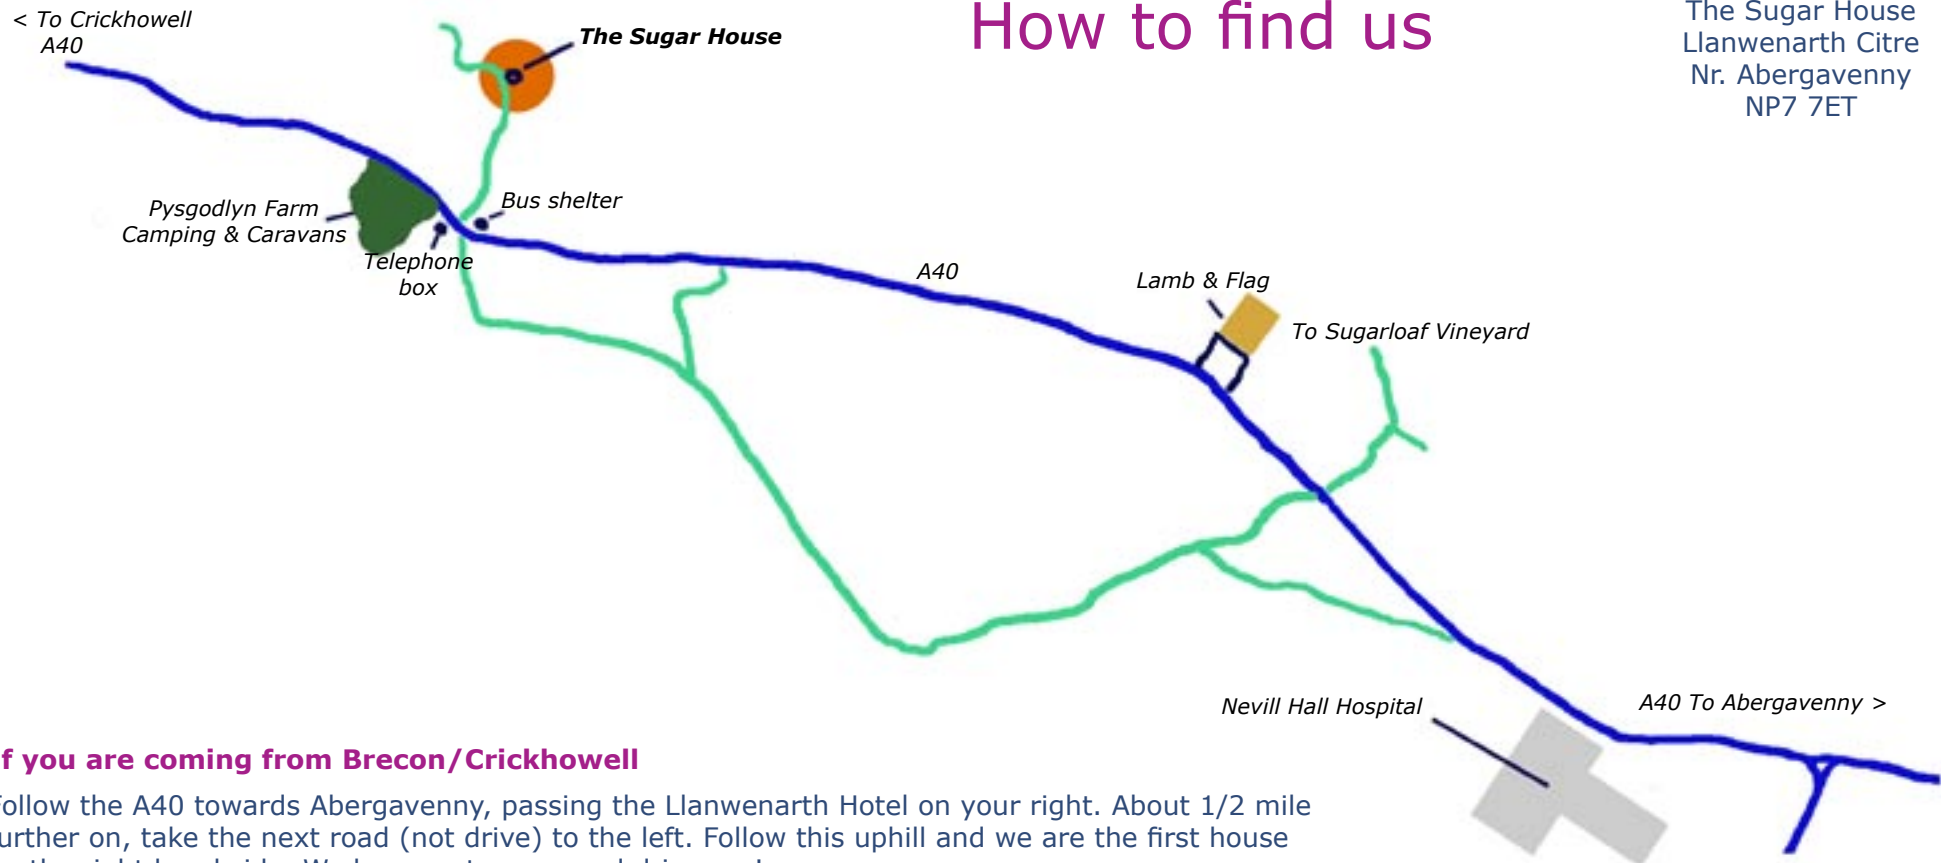 How to find us
The Sugar House
Llanwenarth Citre
Nr. Abergavenny
NP7 7ET
< To Crickhowell
A40
The Sugar House
Pysgodlyn Farm
Camping & Caravans
Bus shelter
Telephone
box
A40
Lamb & Flag
To Sugarloaf Vineyard
Nevill Hall Hospital
A40 To Abergavenny >
f you are coming from Brecon/Crickhowell
Follow the A40 towards Abergavenny, passing the Llanwenarth Hotel on your right. About 1/2 mile
urther on, take the next road (not drive) to the left. Follow this uphill and we are the first house